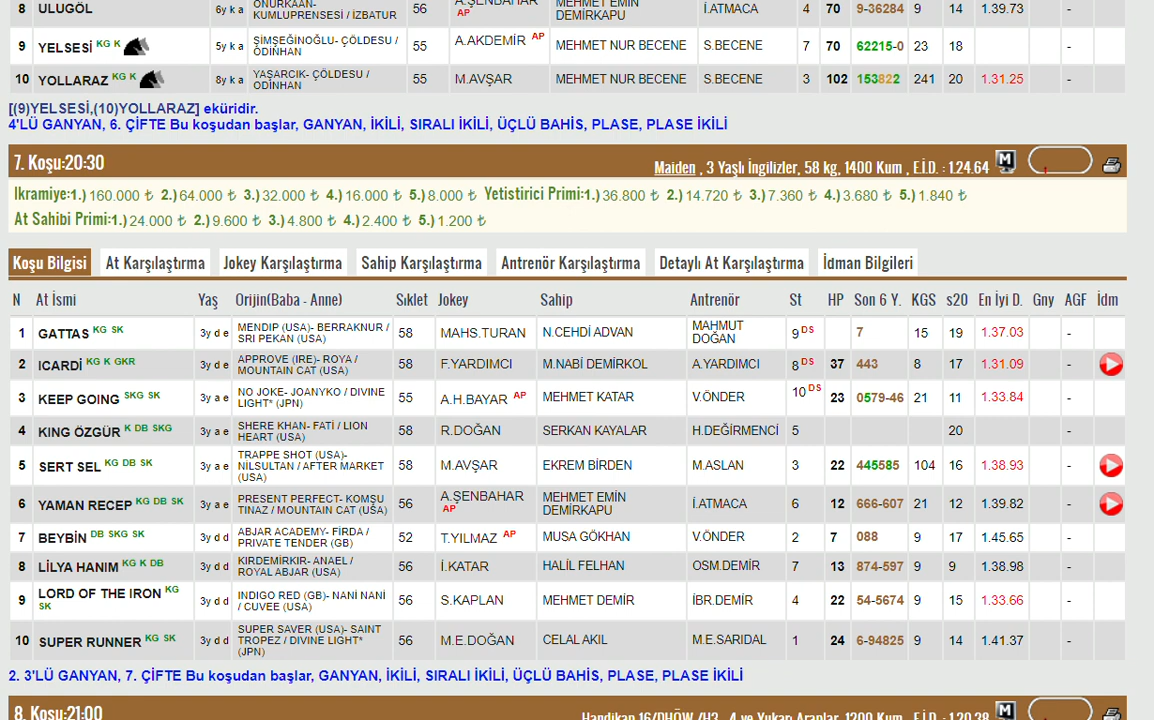 8 ULUGÖL 6y k a ONURKAAN- KUMLUPRENSESİ / İZBATUR 56 A.ŞENBAHAR AP MEHMET EMİN DEMİRKAPU İ.ATMACA 4 70 9-36284 9 14 1.39.73 -
9 YELSESİ KG K 5y k a ŞİMŞEĞİNOĞLU- ÇÖLDESU / ODİNHAN 55 A.AKDEMİR AP MEHMET NUR BECENE S.BECENE 7 70 62215-0 23 18 -
10 YOLLARAZ KG K 8y k a YAŞARCIK- ÇÖLDESU / ODİNHAN 55 M.AVŞAR MEHMET NUR BECENE S.BECENE 3 102 153822 241 20 1.31.25 -
[(9)YELSESİ,(10)YOLLARAZ] eküridir.
4'LÜ GANYAN, 6. ÇİFTE Bu koşudan başlar, GANYAN, İKİLİ, SIRALI İKİLİ, ÜÇLÜ BAHİS, PLASE, PLASE İKİLİ
7. Koşu:20:30 Maiden , 3 Yaşlı İngilizler, 58 kg, 1400 Kum , E.İ.D. : 1.24.64 M
Ikramiye:1.) 160.000 ₺ 2.) 64.000 ₺ 3.) 32.000 ₺ 4.) 16.000 ₺ 5.) 8.000 ₺ Yetistirici Primi:1.) 36.800 ₺ 2.) 14.720 ₺ 3.) 7.360 ₺ 4.) 3.680 ₺ 5.) 1.840 ₺
At Sahibi Primi:1.) 24.000 ₺ 2.) 9.600 ₺ 3.) 4.800 ₺ 4.) 2.400 ₺ 5.) 1.200 ₺
Koşu Bilgisi At Karşılaştırma Jokey Karşılaştırma Sahip Karşılaştırma Antrenör Karşılaştırma Detaylı At Karşılaştırma İdman Bilgileri
N At İsmi Yaş Orijin(Baba - Anne) Sıklet Jokey Sahip Antrenör St HP Son 6 Y. KGS s20 En İyi D. Gny AGF İdm
1 GATTAS KG SK 3y d e MENDIP (USA)- BERRAKNUR / SRI PEKAN (USA) 58 MAHS.TURAN N.CEHDİ ADVAN MAHMUT DOĞAN 9 DS 7 15 19 1.37.03 -
2 ICARDİ KG K GKR 3y d e APPROVE (IRE)- ROYA / MOUNTAIN CAT (USA) 58 F.YARDIMCI M.NABİ DEMİRKOL A.YARDIMCI 8 DS 37 443 8 17 1.31.09 -
3 KEEP GOING SKG SK 3y a e NO JOKE- JOANYKO / DIVINE LIGHT* (JPN) 55 A.H.BAYAR AP MEHMET KATAR V.ÖNDER 10 DS 23 0579-46 21 11 1.33.84 -
4 KING ÖZGÜR K DB SKG 3y a e SHERE KHAN- FATİ / LION HEART (USA) 58 R.DOĞAN SERKAN KAYALAR H.DEĞİRMENCİ 5 20 -
5 SERT SEL KG DB SK 3y a e TRAPPE SHOT (USA)- NİLSULTAN / AFTER MARKET (USA) 58 M.AVŞAR EKREM BİRDEN M.ASLAN 3 22 445585 104 16 1.38.93 -
6 YAMAN RECEP KG DB SK 3y a e PRESENT PERFECT- KOMŞU TINAZ / MOUNTAIN CAT (USA) 56 A.ŞENBAHAR AP MEHMET EMİN DEMİRKAPU İ.ATMACA 6 12 666-607 21 12 1.39.82 -
7 BEYBİN DB SKG SK 3y d d ABJAR ACADEMY- FİRDA / PRIVATE TENDER (GB) 52 T.YILMAZ AP MUSA GÖKHAN V.ÖNDER 2 7 088 9 17 1.45.65 -
8 LİLYA HANIM KG K DB 3y d d KIRDEMİRKIR- ANAEL / ROYAL ABJAR (USA) 56 İ.KATAR HALİL FELHAN OSM.DEMİR 7 13 874-597 9 9 1.38.98 -
9 LORD OF THE IRON KG SK 3y d d INDIGO RED (GB)- NANİ NANİ / CUVEE (USA) 56 S.KAPLAN MEHMET DEMİR İBR.DEMİR 4 22 54-5674 9 15 1.33.66 -
10 SUPER RUNNER KG SK 3y d d SUPER SAVER (USA)- SAINT TROPEZ / DIVINE LIGHT* (JPN) 56 M.E.DOĞAN CELAL AKIL M.E.SARIDAL 1 24 6-94825 9 14 1.41.37 -
2. 3'LÜ GANYAN, 7. ÇİFTE Bu koşudan başlar, GANYAN, İKİLİ, SIRALI İKİLİ, ÜÇLÜ BAHİS, PLASE, PLASE İKİLİ
8. Koşu:21:00 Handikap 16/DHÖW /H3 , 4 ve Yukarı Araplar, 1200 Kum , E.İ.D. : 1.20.38 M